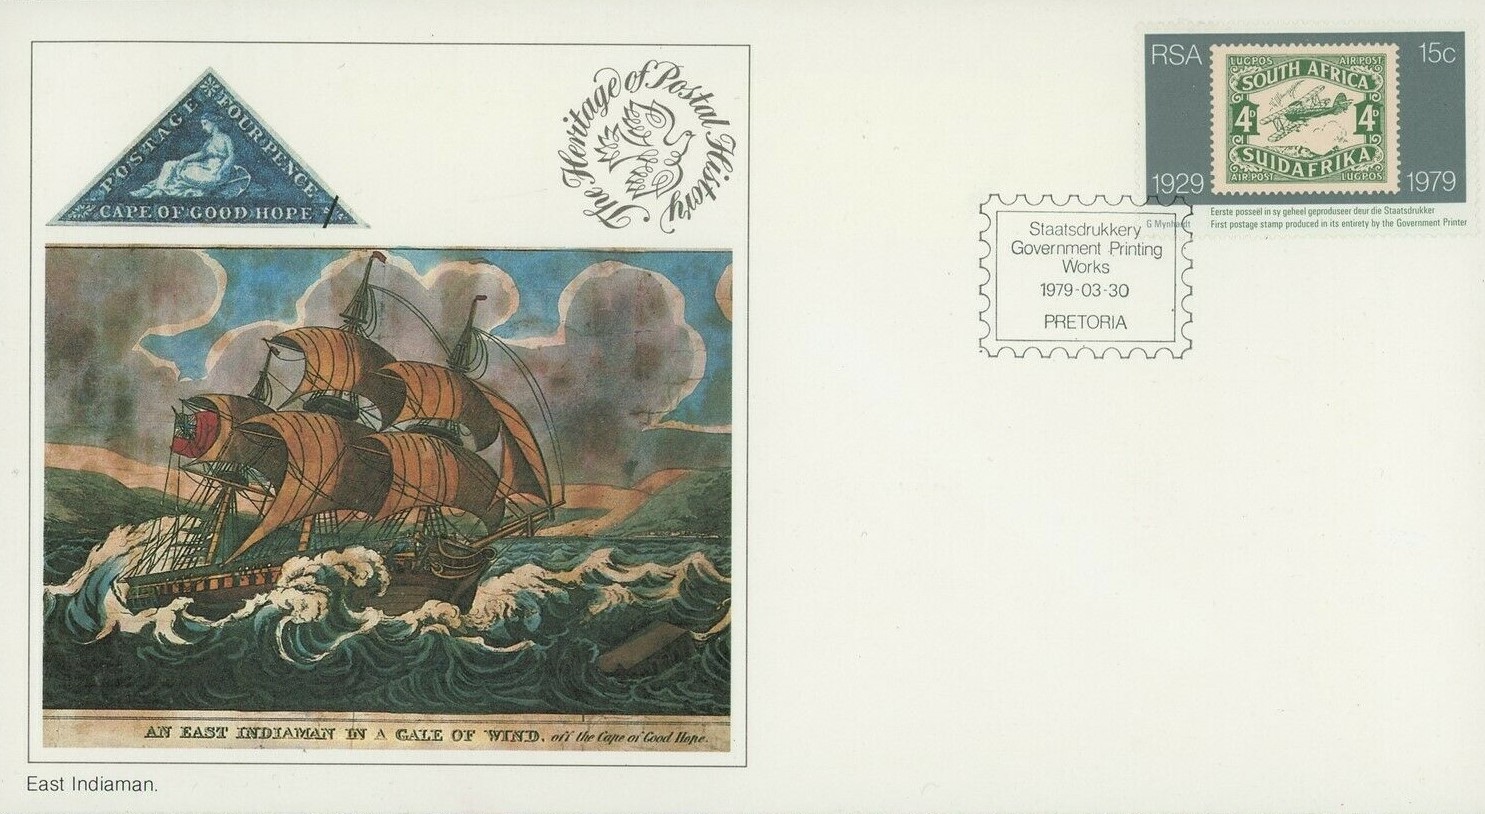 POSTAGE
FOUR PENCE
CAPE OF GOOD HOPE
The Heritage of Postal History
AN EAST INDIAMAN IN A GALE OF WIND, off the Cape of Good Hope.
East Indiaman.
RSA
15c
LUGPOS AIR POST
SOUTH AFRICA
4D 4D
SUIDAFRIKA
AIR POST LUGPOS
1929
1979
G Mynhardt
Eerste posseël in sy geheel geproduseer deur die Staatsdrukker
First postage stamp produced in its entirety by the Government Printer
Staatsdrukkery
Government Printing
Works
1979-03-30
PRETORIA